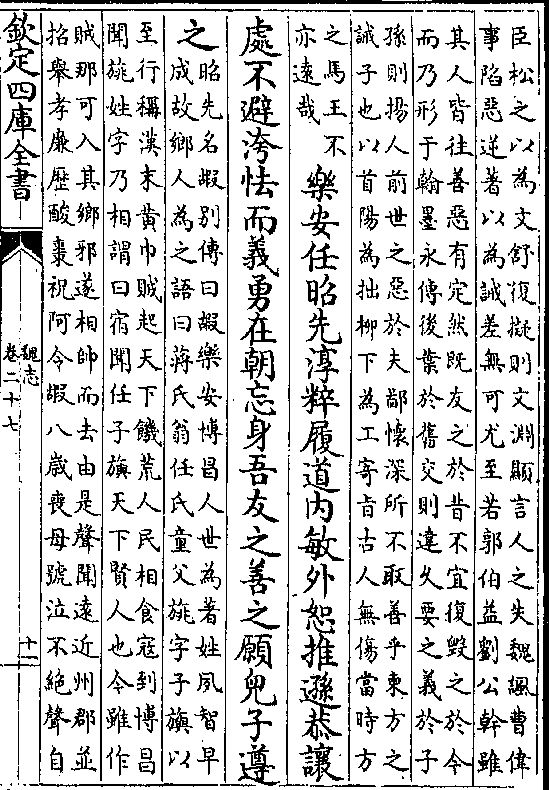 臣松之以為文舒復擬則文淵顯言人之失魏諷曹偉
事陷惡逆著以為誡差無可尤至若郭伯益劉公幹雖
其人皆往善惡有定然既友之於昔不宜復毁之於今
而乃形于翰墨永傳後葉於舊交則違久要之義於子
孫則揚人前世之惡於夫鄙懷深所不取善乎東方之
誡子也以首陽為拙柳下為工寄旨古人無傷當時方
之馬王不
亦遠哉
樂安任昭先淳粹履道内敏外恕推遜恭讓
處不避洿怯而義勇在朝忘身吾友之善之願兒子遵
之
昭先名嘏别傳曰嘏樂安博昌人世為著姓夙智早
成故鄉人為之語曰蔣氏翁任氏童父旐字子旟以
至行稱漢末黄巾賊起天下饑荒人民相食寇到博昌
聞旐姓字乃相謂曰宿聞任子旟天下賢人也今雖作
賊那可入其鄉邪遂相帥而去由是聲聞遠近州郡並
招舉孝廉歴酸棗祝阿令嘏八歲喪母號泣不絶聲自
欽定四庫全書
魏志
卷二十七
十一